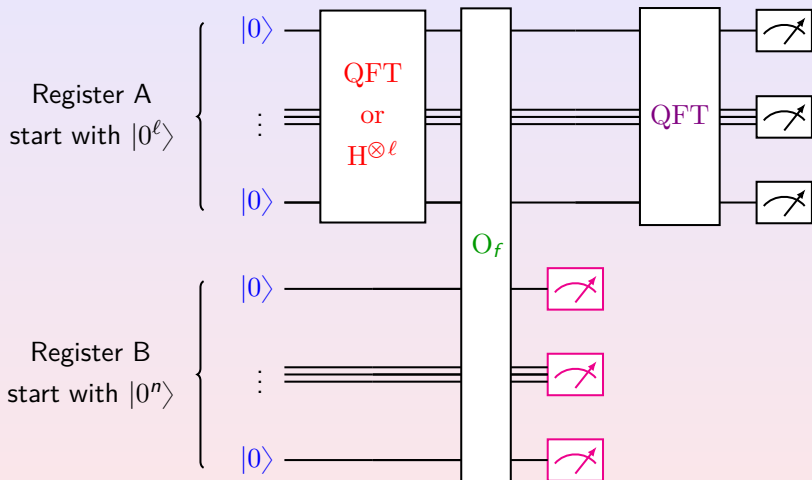 |0⟩
Register A
start with |0^ℓ⟩
⋮
|0⟩
QFT
or
H^{⊗ ℓ}
O_f
QFT
|0⟩
Register B
start with |0^n⟩
⋮
|0⟩